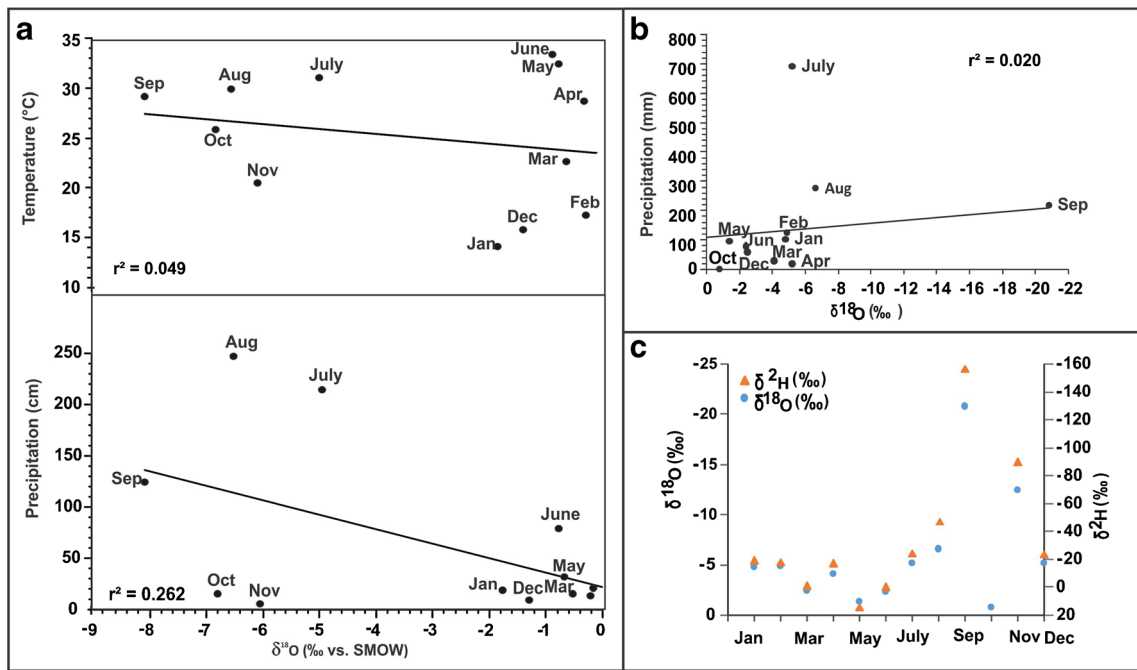 a
Temperature (°C)
35
30
25
20
15
10
Sep
Aug
July
June
May
Apr
Oct
Nov
Mar
Feb
Dec
Jan
r² = 0.049
Precipitation (cm)
250
200
150
100
50
0
Aug
July
Sep
June
May
Oct
Nov
Jan
Dec
Mar
r² = 0.262
-9 -8 -7 -6 -5 -4 -3 -2 -1 0
δ¹⁸O (‰ vs. SMOW)
b
Precipitation (mm)
800
700
600
500
400
300
200
100
0
r² = 0.020
July
Aug
Sep
May
Feb
Jun
Jan
Oct
Dec
Mar
Apr
0 -2 -4 -6 -8 -10 -12 -14 -16 -18 -20 -22
δ¹⁸O (‰)
c
δ¹⁸O (‰)
-25
-20
-15
-10
-5
0
δ²H (‰)
δ¹⁸O (‰)
-160
-140
-120
-100
-80
-60
-40
-20
0
20
δ²H (‰)
Jan Mar May July Sep Nov Dec